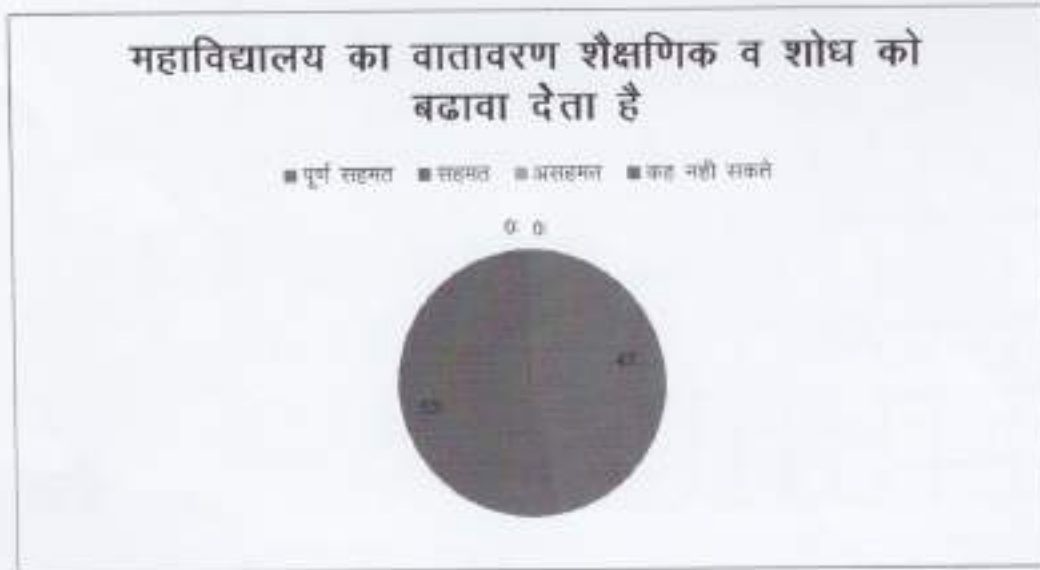 महाविद्यालय का वातावरण शैक्षणिक व शोध को
बढावा देता है
पूर्ण सहमत सहमत असहमत कह नही सकते
0 0
47
53